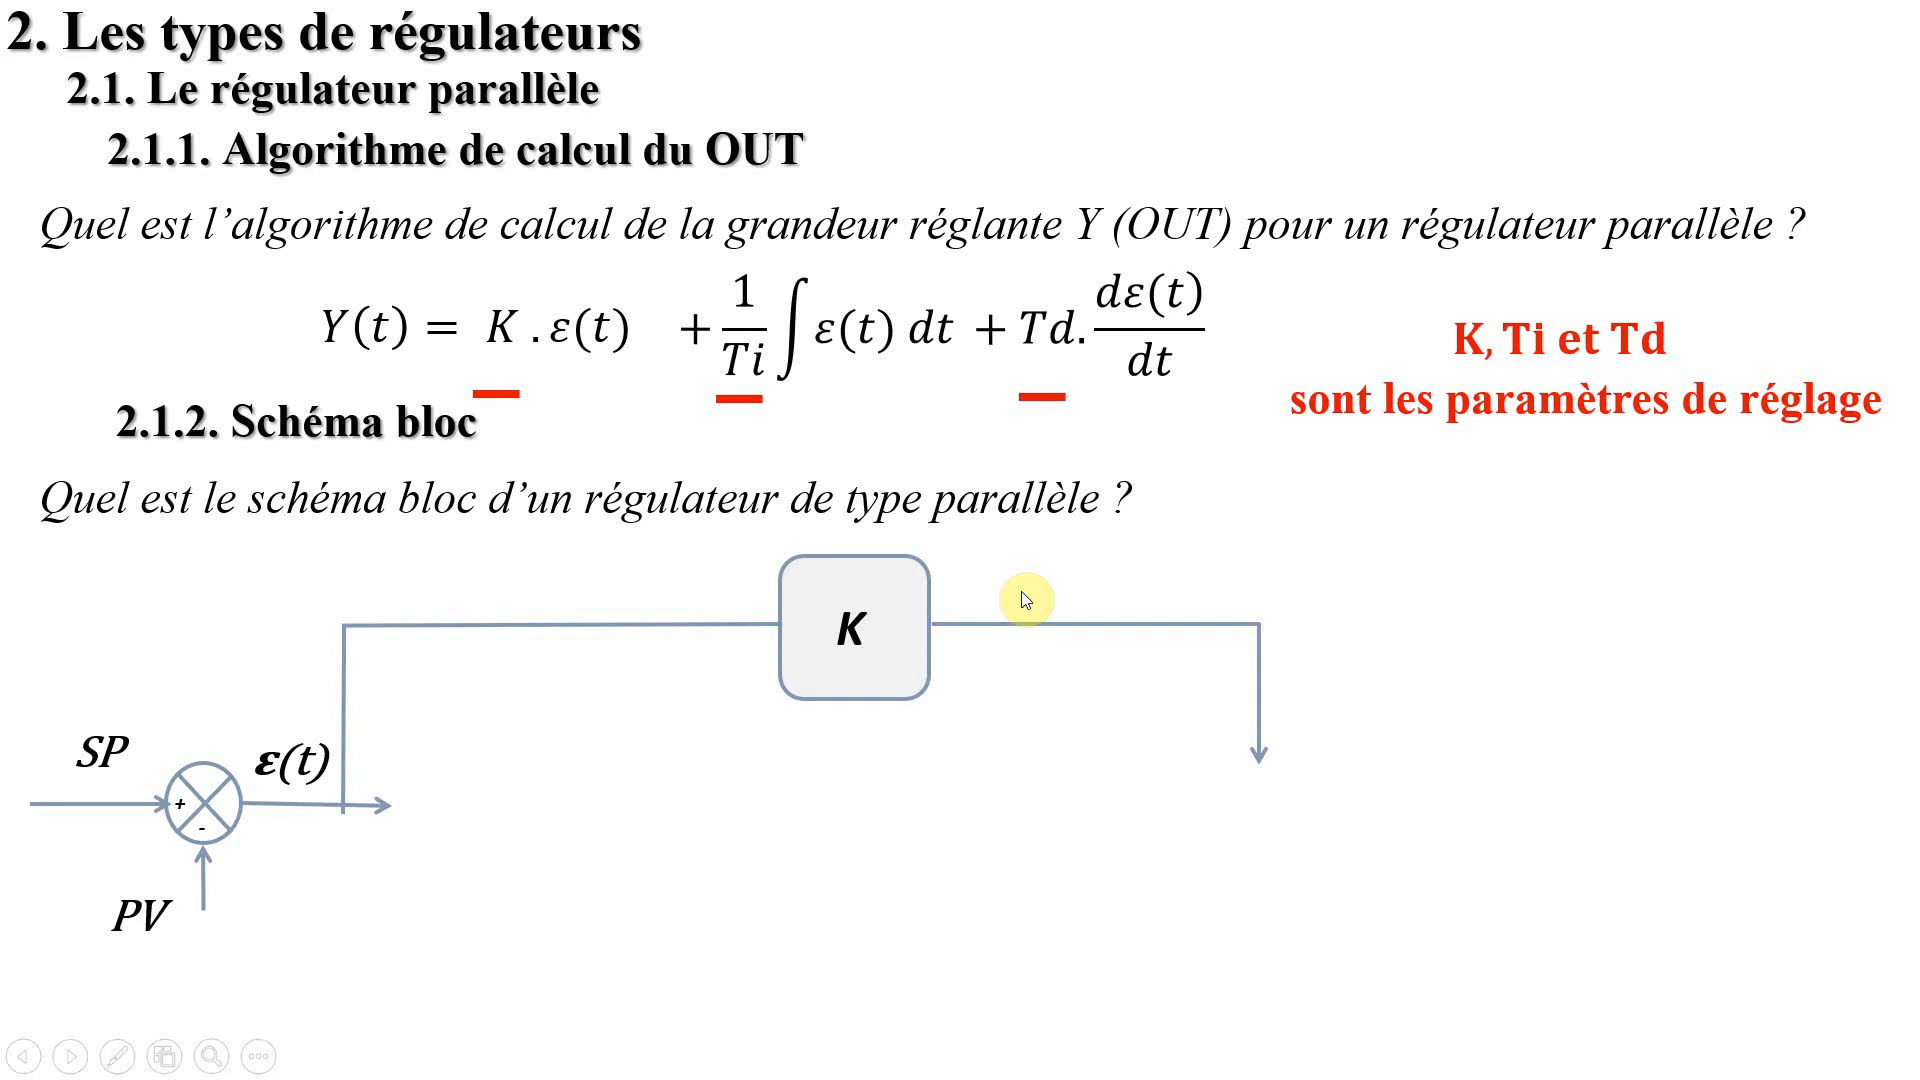 2. Les types de régulateurs
2.1. Le régulateur parallèle
2.1.1. Algorithme de calcul du OUT
Quel est l’algorithme de calcul de la grandeur réglante Y (OUT) pour un régulateur parallèle ?
Y(t) = K . ε(t) + 1/Ti ∫ ε(t) dt + Td. dε(t)/dt
K, Ti et Td
sont les paramètres de réglage
2.1.2. Schéma bloc
Quel est le schéma bloc d’un régulateur de type parallèle ?
K
SP
ε(t)
+
-
PV